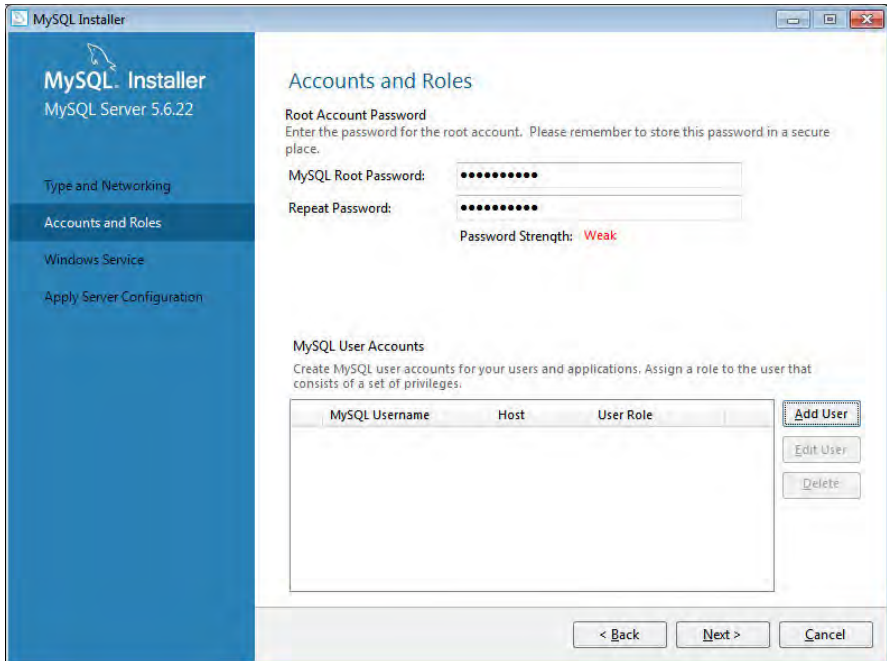 MySQL Installer
MySQL. Installer
MySQL Server 5.6.22
Type and Networking
Accounts and Roles
Windows Service
Apply Server Configuration
Accounts and Roles
Root Account Password
Enter the password for the root account. Please remember to store this password in a secure
place.
MySQL Root Password: ●●●●●●●●●●
Repeat Password: ●●●●●●●●●●
Password Strength: Weak
MySQL User Accounts
Create MySQL user accounts for your users and applications. Assign a role to the user that
consists of a set of privileges.
MySQL Username Host User Role
Add User
Edit User
Delete
< Back Next > Cancel